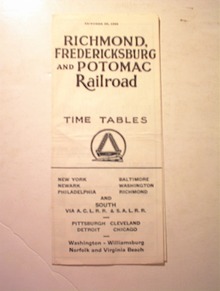 RICHMOND,
FREDERICKSBURG
AND POTOMAC
Railroad
TIME TABLES
NEW YORK BALTIMORE
NEWARK WASHINGTON
PHILADELPHIA RICHMOND
AND
SOUTH
VIA A. C. L. R. R. & S. A. L. R. R.
PITTSBURGH CLEVELAND
DETROIT CHICAGO
Washington - Williamsburg
Norfolk and Virginia Beach